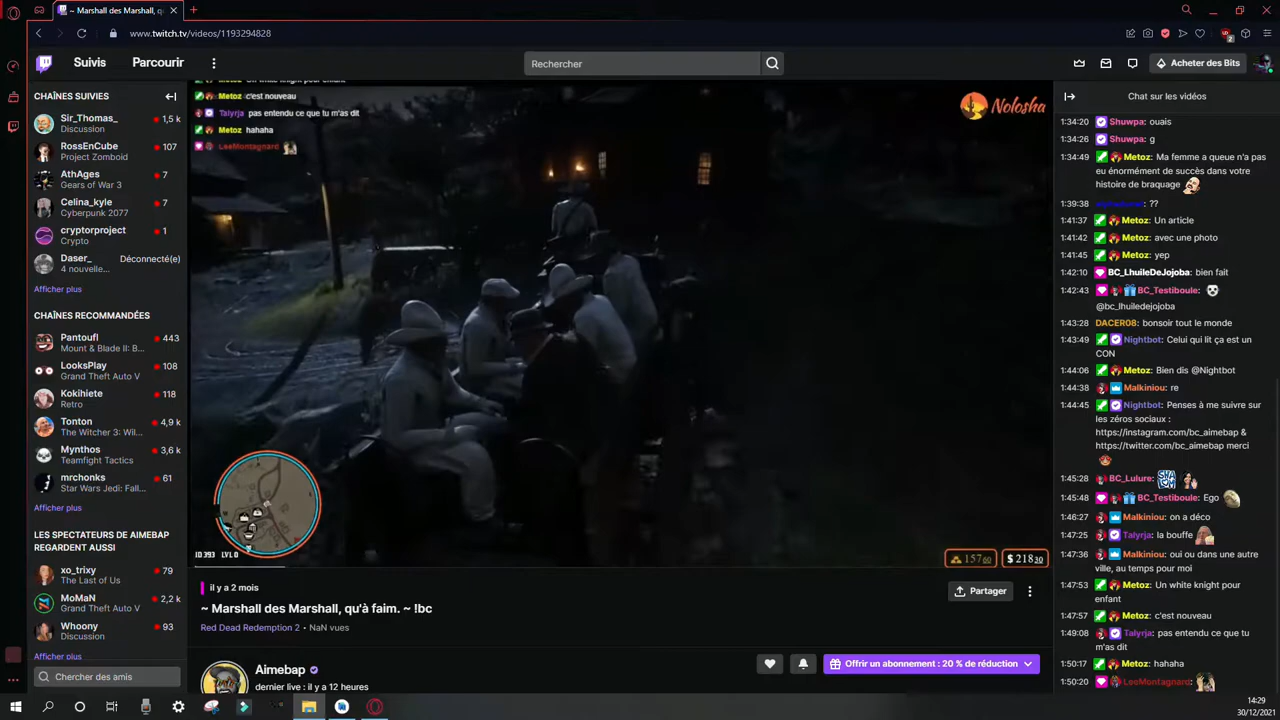 ~ Marshall des Marshall, q
www.twitch.tv/videos/1193294828
Suivis
Parcourir
Rechercher
Acheter des Bits
CHAÎNES SUIVIES
Sir_Thomas_
1,5 k
Discussion
RossEnCube
107
Project Zomboid
AthAges
7
Gears of War 3
Celina_kyle
7
Cyberpunk 2077
cryptorproject
1
Crypto
Daser_
Déconnecté(e)
4 nouvelle...
Afficher plus
CHAÎNES RECOMMANDÉES
Pantoufl
443
Mount & Blade II: B...
LooksPlay
108
Grand Theft Auto V
Kokihiete
118
Retro
Tonton
4,9 k
The Witcher 3: Wil...
Mynthos
3,6 k
Teamfight Tactics
mrchonks
61
Star Wars Jedi: Fall...
Afficher plus
LES SPECTATEURS DE AIMEBAP
REGARDENT AUSSI
xo_trixy
79
The Last of Us
MoMaN
2,2 k
Grand Theft Auto V
Whoony
93
Discussion
Afficher plus
Chercher des amis
Un white knight pour enfant
Metoz c'est nouveau
Talyrja pas entendu ce que tu m'as dit
Metoz hahaha
LeeMontagnard
Nolosha
ID 393 LVL 0
157 60
$ 218 30
il y a 2 mois
~ Marshall des Marshall, qu'à faim. ~ !bc
Red Dead Redemption 2 • NaN vues
Partager
Aimebap
dernier live : il y a 12 heures
Offrir un abonnement : 20 % de réduction
Chat sur les vidéos
1:34:20 Shuwpa: ouais
1:34:26 Shuwpa: g
1:34:49 Metoz: Ma femme a queue n'a pas
eu énormément de succès dans votre
histoire de braquage
1:39:38 : ??
1:41:37 Metoz: Un article
1:41:42 Metoz: avec une photo
1:41:45 Metoz: yep
1:42:10 BC_LhuileDeJojoba: bien fait
1:42:43 BC_Testiboule:
@bc_lhuiledejojoba
1:43:28 DACER08: bonsoir tout le monde
1:43:49 Nightbot: Celui qui lit ça est un
CON
1:44:06 Metoz: Bien dis @Nightbot
1:44:38 Malkiniou: re
1:44:45 Nightbot: Penses à me suivre sur
les zéros sociaux :
https://instagram.com/bc_aimebap &
https://twitter.com/bc_aimebap merci
1:45:28 BC_Lulure:
1:45:48 BC_Testiboule: Ego
1:46:27 Malkiniou: on a déco
1:47:25 Talyrja: la bouffe
1:47:36 Malkiniou: oui ou dans une autre
ville, au temps pour moi
1:47:53 Metoz: Un white knight pour
enfant
1:47:57 Metoz: c'est nouveau
1:49:08 Talyrja: pas entendu ce que tu
m'as dit
1:50:17 Metoz: hahaha
1:50:20 LeeMontagnard:
14:29
30/12/2021